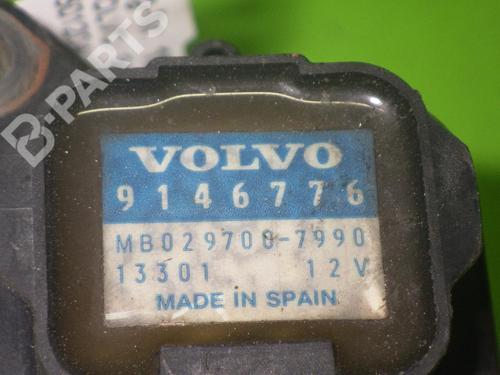 VOLVO
9146776
MB029700-7990
13301 12V
MADE IN SPAIN
B-PARTS